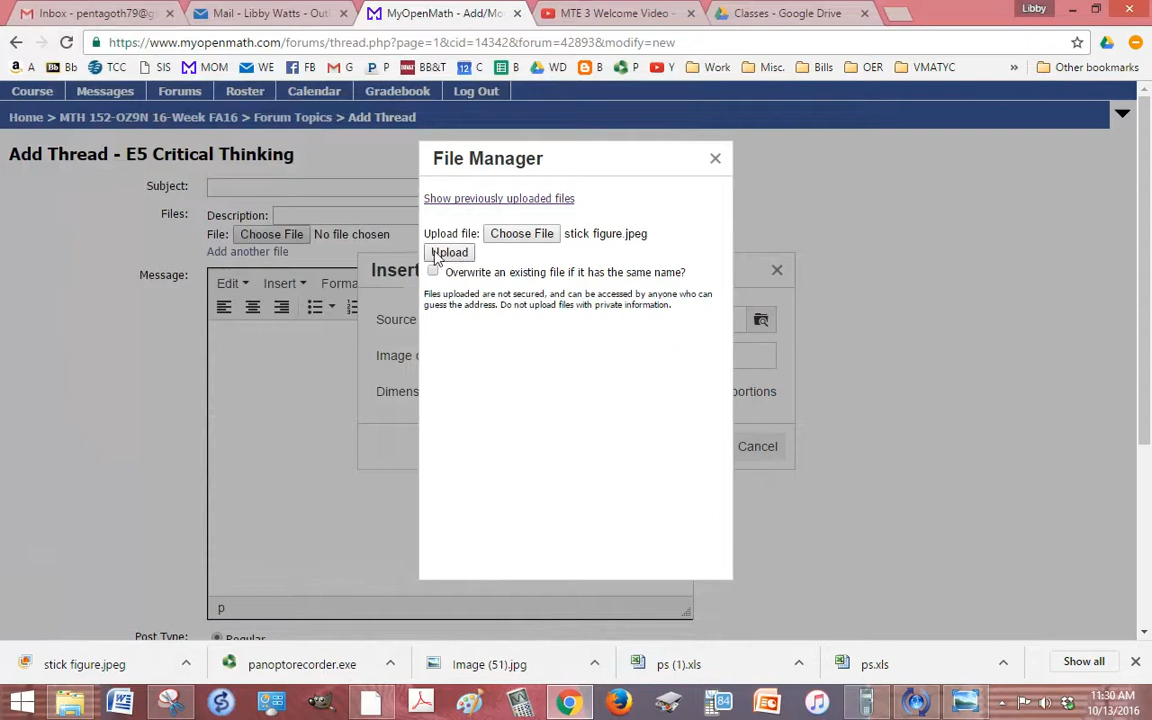 Inbox - pentagoth79@g
Mail - Libby Watts - Outl
MyOpenMath - Add/Mo
MTE 3 Welcome Video -
Classes - Google Drive
Libby
https://www.myopenmath.com/forums/thread.php?page=1&cid=14342&forum=42893&modify=new
A
Bb
TCC
SIS
MOM
WE
FB
G
P
BB&T
C
WD
B
P
Y
Work
Misc.
Bills
OER
VMATYC
»
Other bookmarks
Course
Messages
Forums
Roster
Calendar
Gradebook
Log Out
Home > MTH 152-OZ9N 16-Week FA16 > Forum Topics > Add Thread
Add Thread - E5 Critical Thinking
Subject:
Files:
Description:
File: Choose File No file chosen
Add another file
Message:
Edit
Insert
Forma
p
Post Type:
Regular
Insert
Source
Image d
Dimens
portions
Cancel
File Manager
Show previously uploaded files
Upload file: Choose File stick figure.jpeg
Upload
Overwrite an existing file if it has the same name?
Files uploaded are not secured, and can be accessed by anyone who can
guess the address. Do not upload files with private information.
stick figure.jpeg
panoptorecorder.exe
Image (51).jpg
ps (1).xls
ps.xls
Show all
11:30 AM
10/13/2016